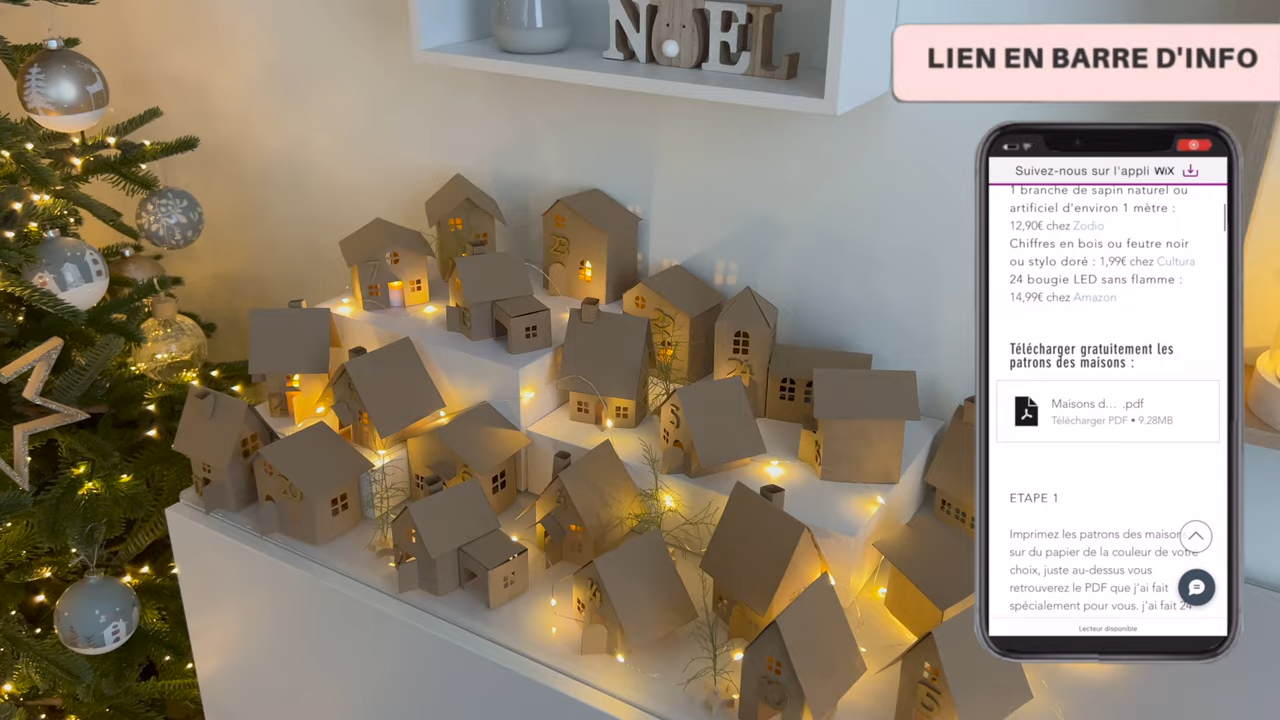 NOEL
LIEN EN BARRE D'INFO
Suivez-nous sur l'appli WiX
1 branche de sapin naturel ou
artificiel d'environ 1 mètre :
12,90€ chez Zodio
Chiffres en bois ou feutre noir
ou stylo doré : 1,99€ chez Cultura
24 bougie LED sans flamme :
14,99€ chez Amazon
Télécharger gratuitement les
patrons des maisons :
Maisons d... .pdf
Télécharger PDF • 9.28MB
ETAPE 1
Imprimez les patrons des maisons
sur du papier de la couleur de votre
choix, juste au-dessus vous
retrouverez le PDF que j'ai fait
spécialement pour vous. j'ai fait 24
Lecteur disponible
23
7